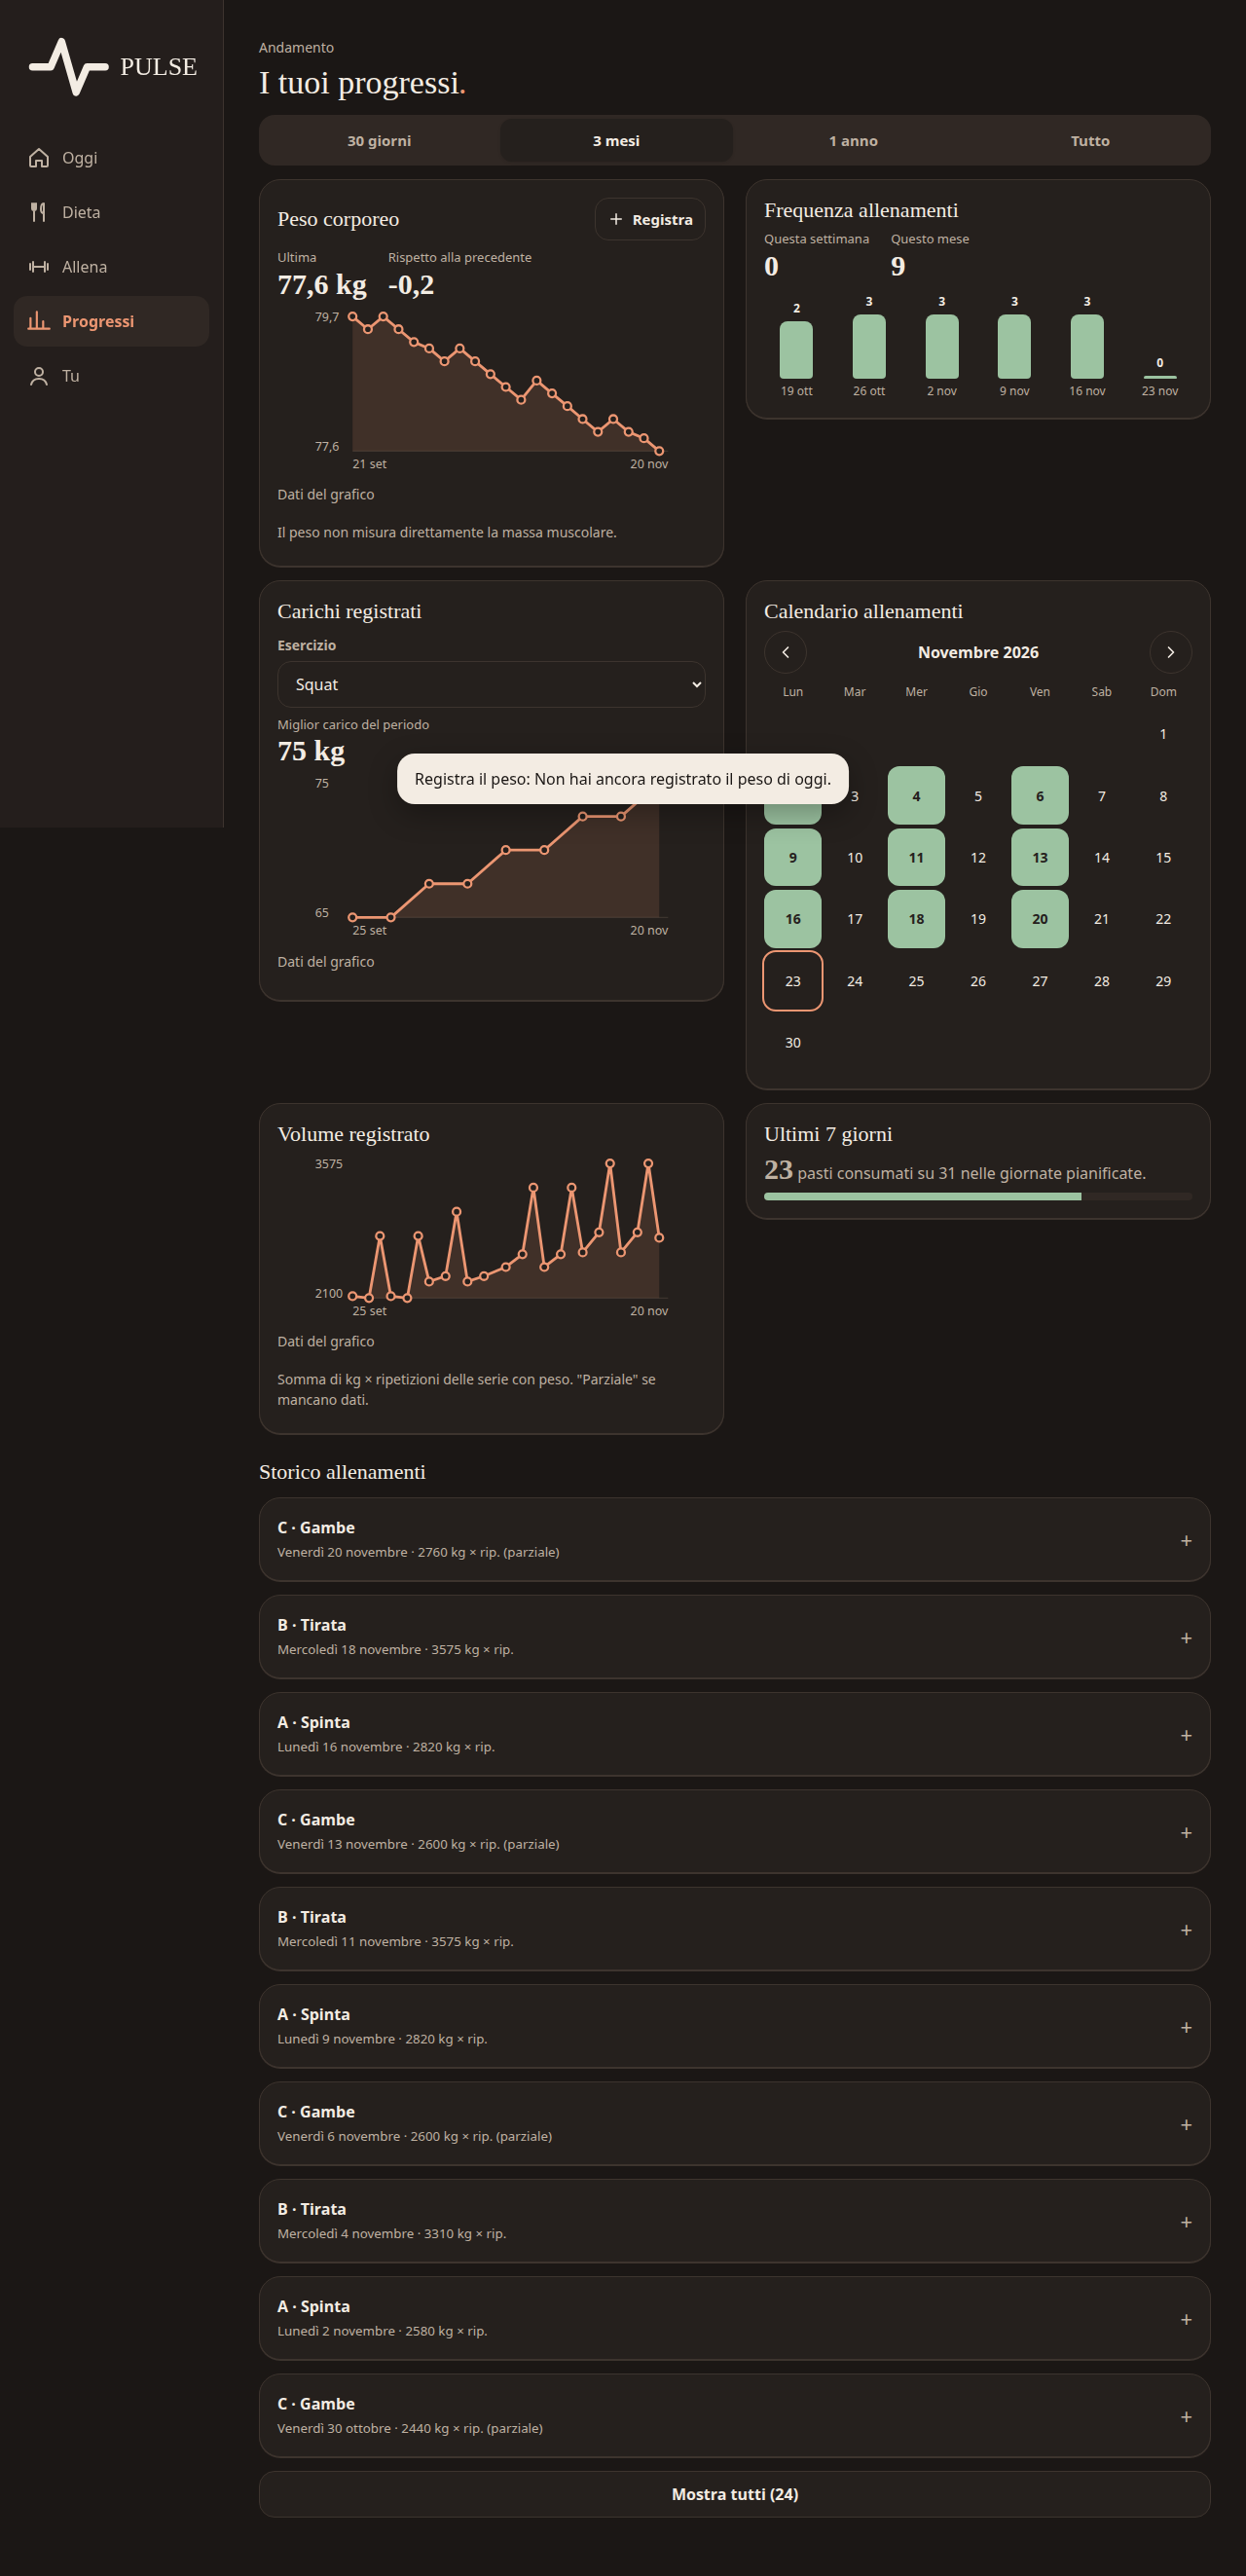 PULSE
Oggi
Dieta
Allena
Progressi
Tu
Andamento
I tuoi progressi.
30 giorni
3 mesi
1 anno
Tutto
Peso corporeo
+ Registra
Ultima
Rispetto alla precedente
77,6 kg
-0,2
79,7
77,6
21 set
20 nov
Dati del grafico
Il peso non misura direttamente la massa muscolare.
Frequenza allenamenti
Questa settimana
Questo mese
0
9
2 3 3 3 3 0
19 ott 26 ott 2 nov 9 nov 16 nov 23 nov
Carichi registrati
Esercizio
Squat
Miglior carico del periodo
75 kg
75
65
25 set
20 nov
Dati del grafico
Registra il peso: Non hai ancora registrato il peso di oggi.
Calendario allenamenti
Novembre 2026
Lun Mar Mer Gio Ven Sab Dom
1
3 4 5 6 7 8
9 10 11 12 13 14 15
16 17 18 19 20 21 22
23 24 25 26 27 28 29
30
Volume registrato
3575
2100
25 set
20 nov
Dati del grafico
Somma di kg × ripetizioni delle serie con peso. "Parziale" se
mancano dati.
Ultimi 7 giorni
23 pasti consumati su 31 nelle giornate pianificate.
Storico allenamenti
C · Gambe
Venerdì 20 novembre · 2760 kg × rip. (parziale)
+
B · Tirata
Mercoledì 18 novembre · 3575 kg × rip.
+
A · Spinta
Lunedì 16 novembre · 2820 kg × rip.
+
C · Gambe
Venerdì 13 novembre · 2600 kg × rip. (parziale)
+
B · Tirata
Mercoledì 11 novembre · 3575 kg × rip.
+
A · Spinta
Lunedì 9 novembre · 2820 kg × rip.
+
C · Gambe
Venerdì 6 novembre · 2600 kg × rip. (parziale)
+
B · Tirata
Mercoledì 4 novembre · 3310 kg × rip.
+
A · Spinta
Lunedì 2 novembre · 2580 kg × rip.
+
C · Gambe
Venerdì 30 ottobre · 2440 kg × rip. (parziale)
+
Mostra tutti (24)